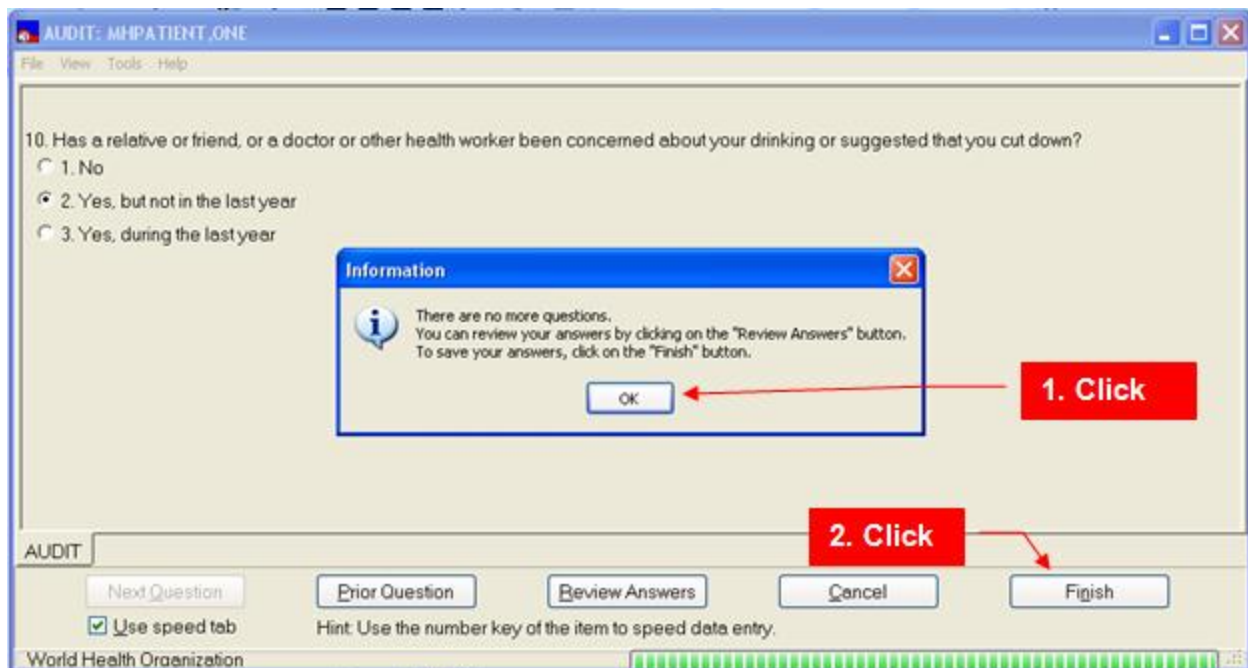 AUDIT: MHPATIENT,ONE
File View Tools Help
10. Has a relative or friend, or a doctor or other health worker been concerned about your drinking or suggested that you cut down?
1. No
2. Yes, but not in the last year
3. Yes, during the last year
Information
There are no more questions.
You can review your answers by clicking on the "Review Answers" button.
To save your answers, click on the "Finish" button.
OK
1. Click
2. Click
AUDIT
Next Question Prior Question Review Answers Cancel Finish
Use speed tab Hint: Use the number key of the item to speed data entry.
World Health Organization